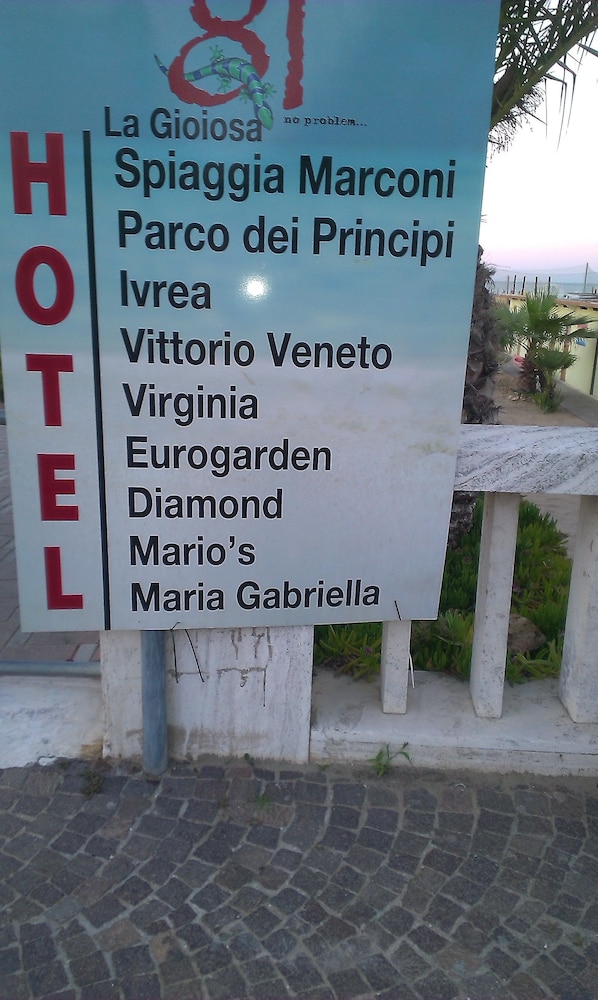 81
no problem...
La Gioiosa
Spiaggia Marconi
Parco dei Principi
Ivrea
Vittorio Veneto
Virginia
Eurogarden
Diamond
Mario's
Maria Gabriella
HOTEL